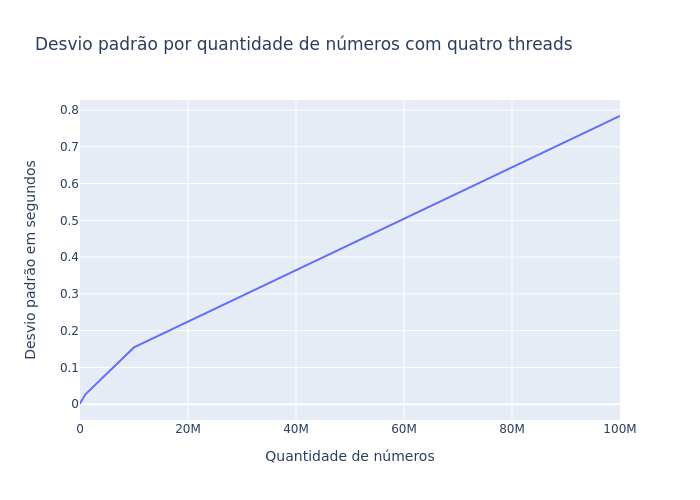 Desvio padrão por quantidade de números com quatro threads
Desvio padrão em segundos
0.8
0.7
0.6
0.5
0.4
0.3
0.2
0.1
0
0
20M
40M
60M
80M
100M
Quantidade de números